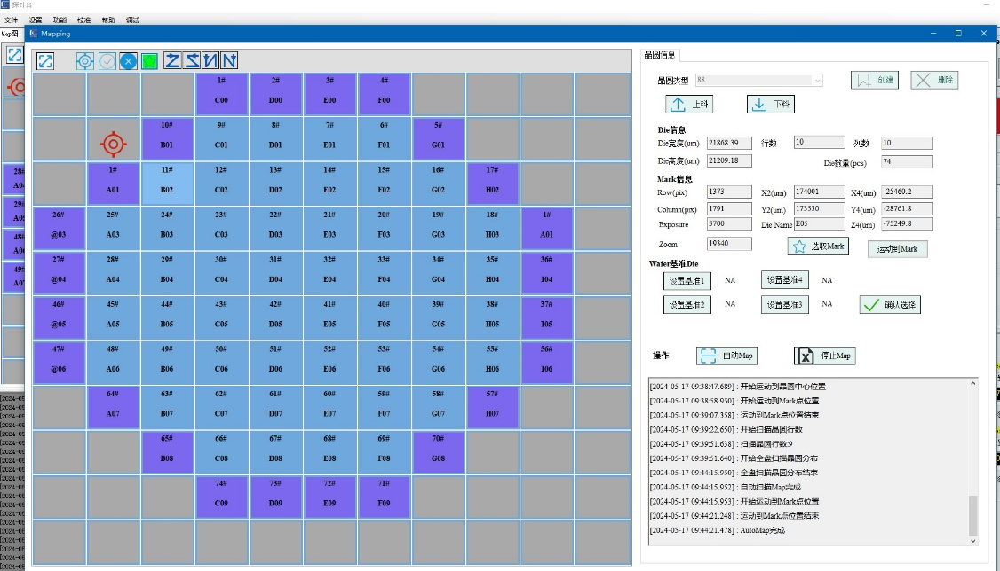 探针台
文件 设置 功能 校准 帮助 调试
Map图
Mapping
1# 2# 3# 4#
C00 D00 E00 F00
10# 9# 8# 7# 6# 5#
B01 C01 D01 E01 F01 G01
1# 11# 12# 13# 14# 15# 16# 17#
A01 B02 C02 D02 E02 F02 G02 H02
26# 25# 24# 23# 22# 21# 20# 19# 18# 1#
@03 A03 B03 C03 D03 E03 F03 G03 H03 A01
27# 28# 29# 30# 31# 32# 33# 34# 35# 36#
@04 A04 B04 C04 D04 E04 F04 G04 H04 I04
46# 45# 44# 43# 42# 41# 40# 39# 38# 37#
@05 A05 B05 C05 D05 E05 F05 G05 H05 I05
47# 48# 49# 50# 51# 52# 53# 54# 55# 56#
@06 A06 B06 C06 D06 E06 F06 G06 H06 I06
64# 63# 62# 61# 60# 59# 58# 57#
A07 B07 C07 D07 E07 F07 G07 H07
65# 66# 67# 68# 69# 70#
B08 C08 D08 E08 F08 G08
74# 73# 72# 71#
C09 D09 E09 F09
晶圆信息
晶圆类型 88 创建 删除
上料 下料
Die信息
Die宽度(um) 21868.39 行数 10 列数 10
Die高度(um) 21209.18 Die数量(pcs) 74
Mark信息
Row(pix) 1373 X2(um) 174001 X4(um) -25460.2
Column(pix) 1791 Y2(um) 173530 Y4(um) -28761.8
Exposure 3700 Die Name E05 Z4(um) -75249.8
Zoom 19340 选取Mark 运动到Mark
Wafer基准Die
设置基准1 NA 设置基准4 NA
设置基准2 NA 设置基准3 NA 确认选择
操作 自动Map 停止Map
[2024-05-17 09:38:47.689] : 开始运动到晶圆中心位置
[2024-05-17 09:38:58.950] : 开始运动到Mark点位置
[2024-05-17 09:39:07.358] : 运动到Mark点位置结束
[2024-05-17 09:39:22.650] : 开始扫描晶圆行数
[2024-05-17 09:39:51.638] : 扫描晶圆行数:9
[2024-05-17 09:39:51.640] : 开始全盘扫描晶圆分布
[2024-05-17 09:44:15.950] : 全盘扫描晶圆分布结束
[2024-05-17 09:44:15.952] : 自动扫描Map完成
[2024-05-17 09:44:15.953] : 开始运动到Mark点位置
[2024-05-17 09:44:21.248] : 运动到Mark点位置结束
[2024-05-17 09:44:21.478] : AutoMap完成